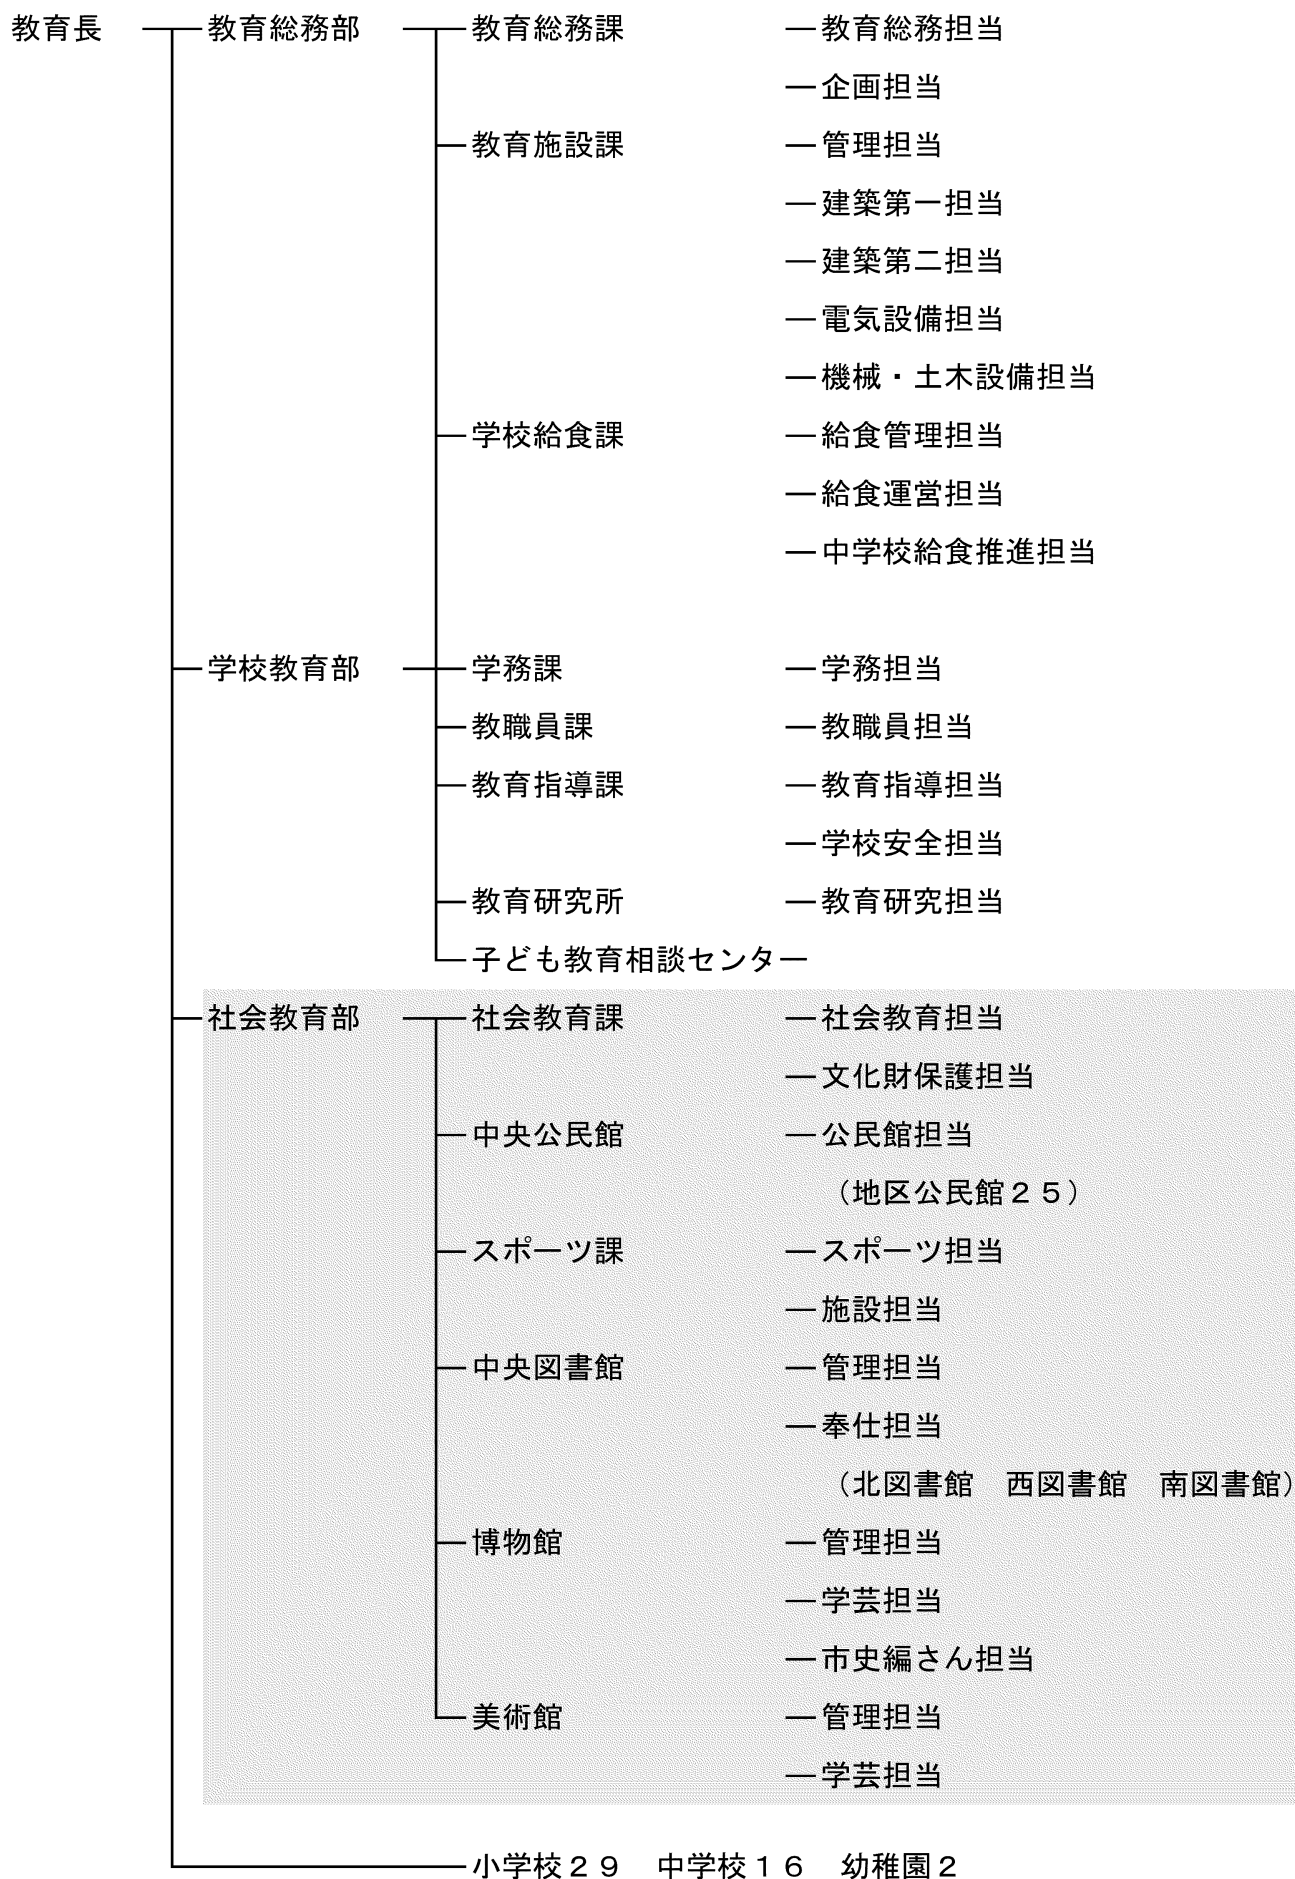 教育長 教育総務部 教育総務課 教育総務担当
企画担当
教育施設課 管理担当
建築第一担当
建築第二担当
電気設備担当
機械・土木設備担当
学校給食課 給食管理担当
給食運営担当
中学校給食推進担当
学校教育部 学務課 学務担当
教職員課 教職員担当
教育指導課 教育指導担当
学校安全担当
教育研究所 教育研究担当
子ども教育相談センター
社会教育部 社会教育課 社会教育担当
文化財保護担当
中央公民館 公民館担当
（地区公民館２５）
スポーツ課 スポーツ担当
施設担当
中央図書館 管理担当
奉仕担当
（北図書館　西図書館　南図書館）
博物館 管理担当
学芸担当
市史編さん担当
美術館 管理担当
学芸担当
小学校２９　中学校１６　幼稚園２